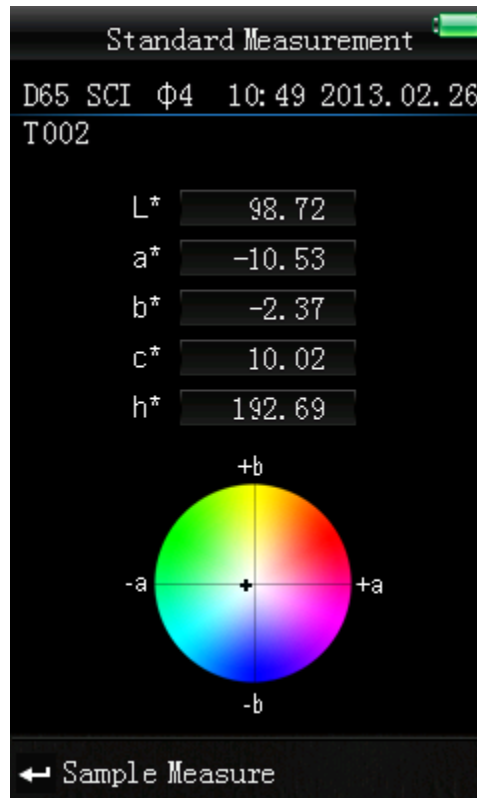 Standard Measurement
D65 SCI Φ4 10:49 2013.02.26
T002
L* 98.72
a* -10.53
b* -2.37
c* 10.02
h* 192.69
+b
-a +a
-b
Sample Measure